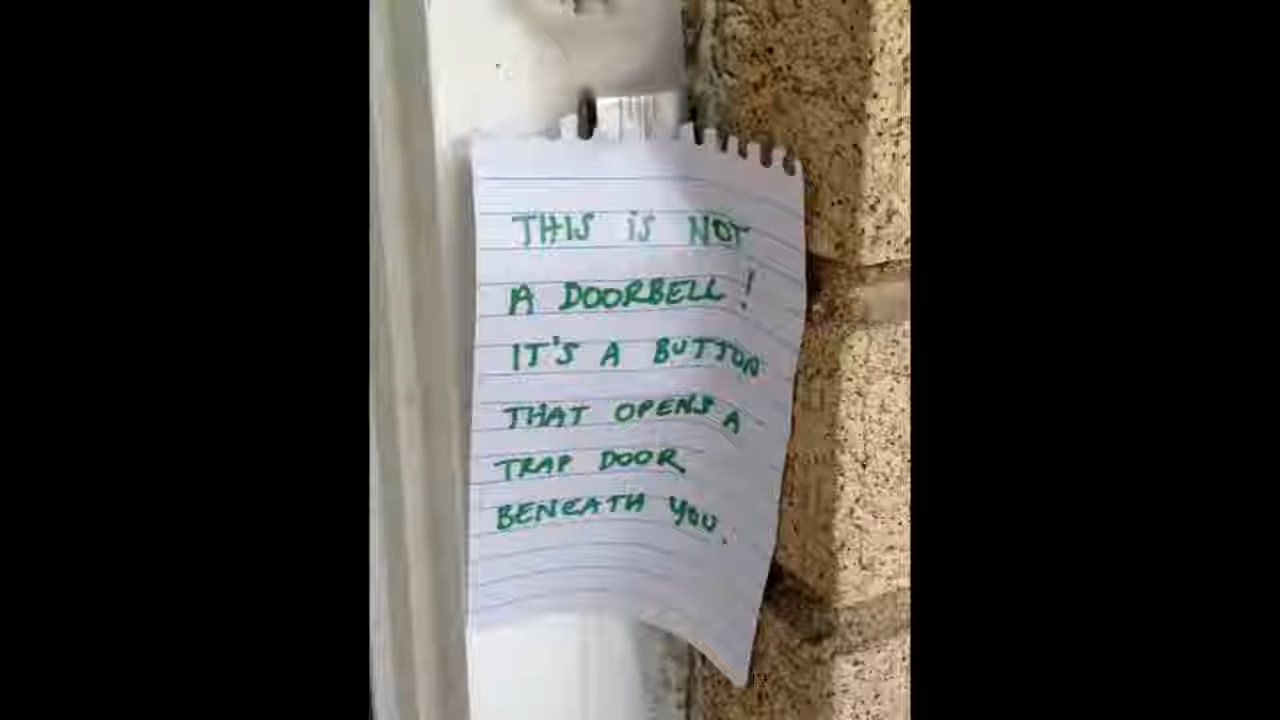 THIS iS NOT
A DOORBELL!
IT'S A BUTTON
THAT OPENS A
TRAP DOOR
BENEATH YOU.